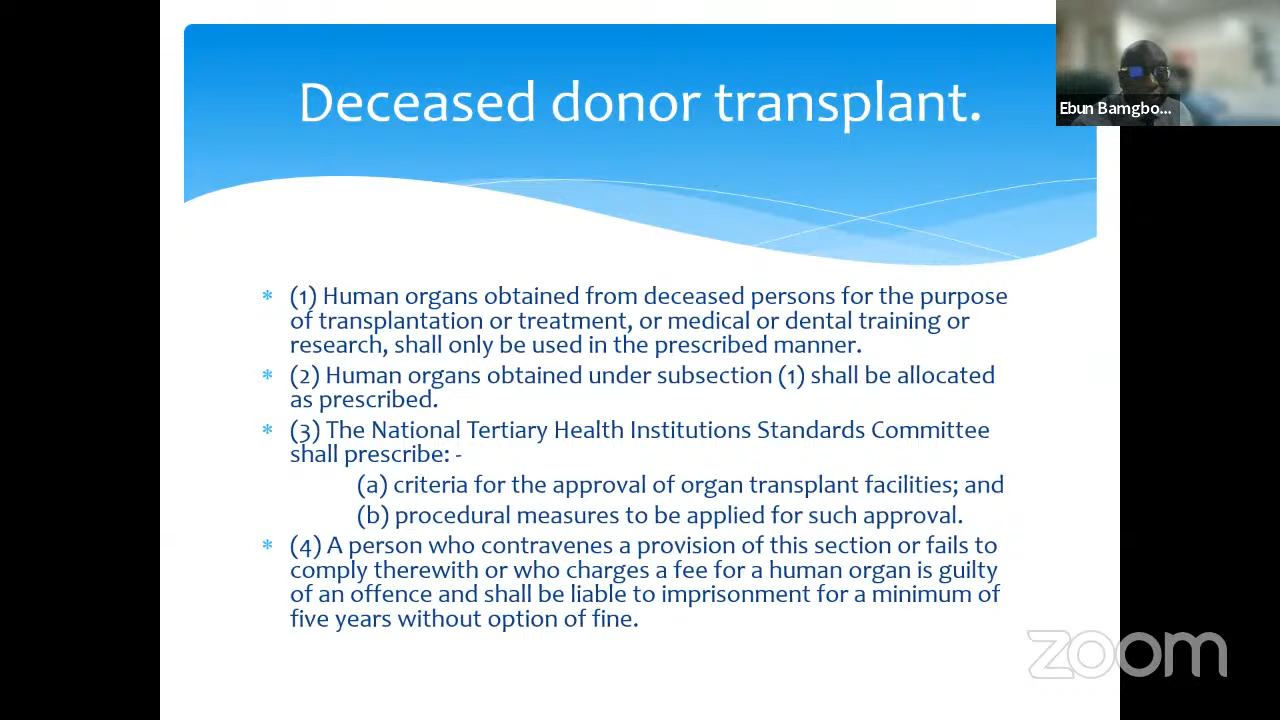 Deceased donor transplant.
Ebun Bamgbo...
* (1) Human organs obtained from deceased persons for the purpose
of transplantation or treatment, or medical or dental training or
research, shall only be used in the prescribed manner.
* (2) Human organs obtained under subsection (1) shall be allocated
as prescribed.
* (3) The National Tertiary Health Institutions Standards Committee
shall prescribe: -
(a) criteria for the approval of organ transplant facilities; and
(b) procedural measures to be applied for such approval.
* (4) A person who contravenes a provision of this section or fails to
comply therewith or who charges a fee for a human organ is guilty
of an offence and shall be liable to imprisonment for a minimum of
five years without option of fine.
zoom